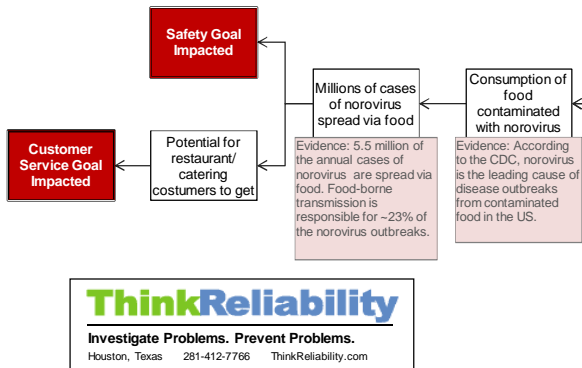 Safety Goal
Impacted
Millions of cases
of norovirus
spread via food
Consumption of
food
contaminated
with norovirus
Customer
Service Goal
Impacted
Potential for
restaurant/
catering
costumers to get
Evidence: 5.5 million of
the annual cases of
norovirus are spread via
food. Food-borne
transmission is
responsible for ~23% of
the norovirus outbreaks.
Evidence: According
to the CDC, norovirus
is the leading cause of
disease outbreaks
from contaminated
food in the US.
ThinkReliability
Investigate Problems. Prevent Problems.
Houston, Texas 281-412-7766 ThinkReliability.com